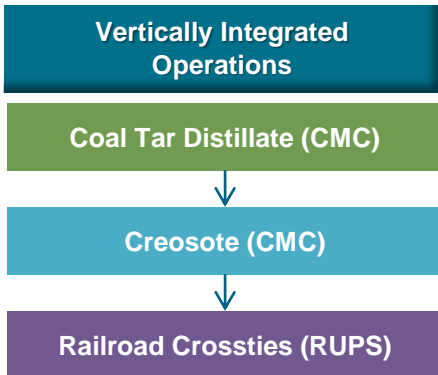 Vertically Integrated
Operations
Coal Tar Distillate (CMC)
Creosote (CMC)
Railroad Crossties (RUPS)